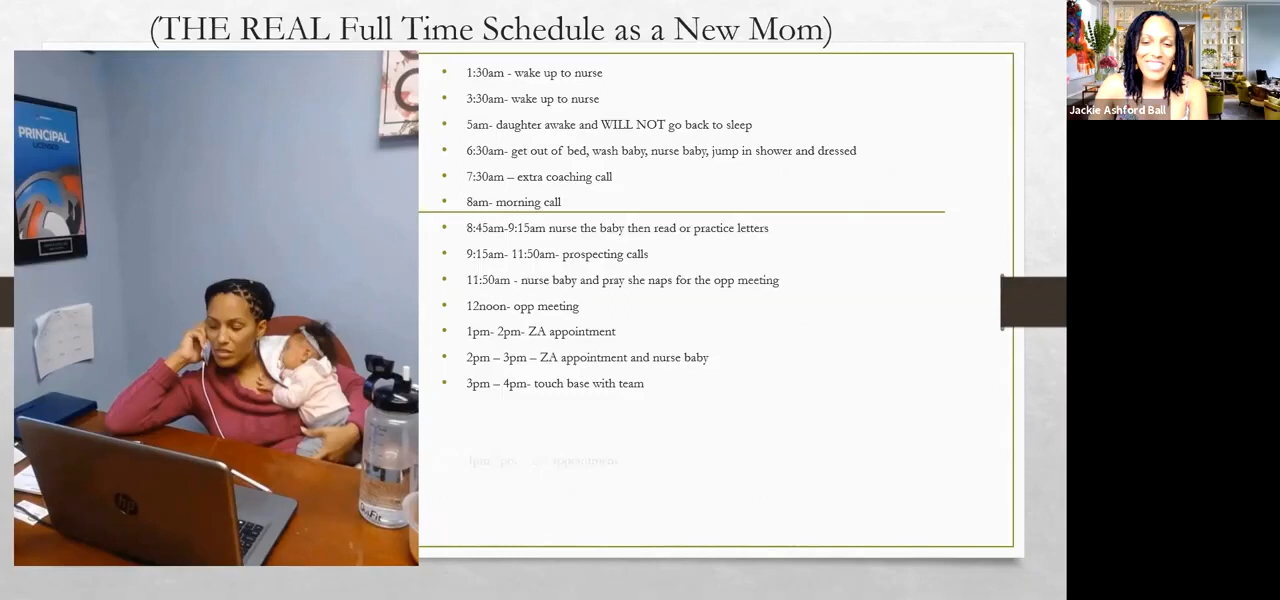 (THE REAL Full Time Schedule as a New Mom)
Jackie Ashford Ball
PRINCIPAL
LICENSED
• 1:30am - wake up to nurse
• 3:30am- wake up to nurse
• 5am- daughter awake and WILL NOT go back to sleep
• 6:30am- get out of bed, wash baby, nurse baby, jump in shower and dressed
• 7:30am – extra coaching call
• 8am- morning call
• 8:45am-9:15am nurse the baby then read or practice letters
• 9:15am- 11:50am- prospecting calls
• 11:50am - nurse baby and pray she naps for the opp meeting
• 12noon- opp meeting
• 1pm- 2pm- ZA appointment
• 2pm – 3pm – ZA appointment and nurse baby
• 3pm – 4pm- touch base with team
appointment
hp
QuiFit